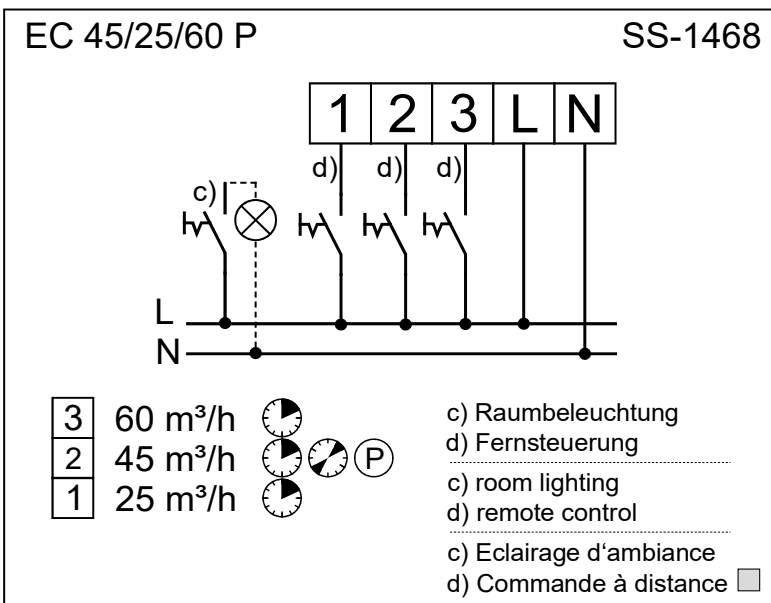 EC 45/25/60 P SS-1468
1 2 3 L N
d) d) d)
c)
L
N
3 60 m³/h
2 45 m³/h P
1 25 m³/h
c) Raumbeleuchtung
d) Fernsteuerung
c) room lighting
d) remote control
c) Eclairage d‘ambiance
d) Commande à distance